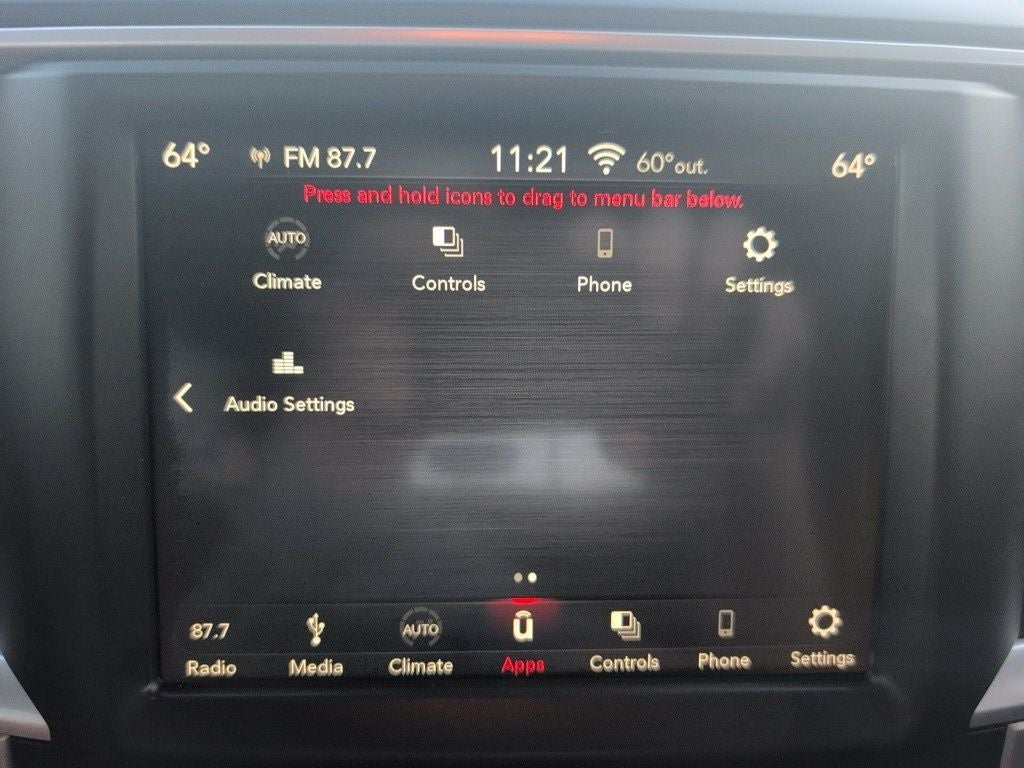 64° FM 87.7 11:21 60°out. 64°
Press and hold icons to drag to menu bar below.
AUTO
Climate Controls Phone Settings
Audio Settings
87.7 AUTO ū
Radio Media Climate Apps Controls Phone Settings